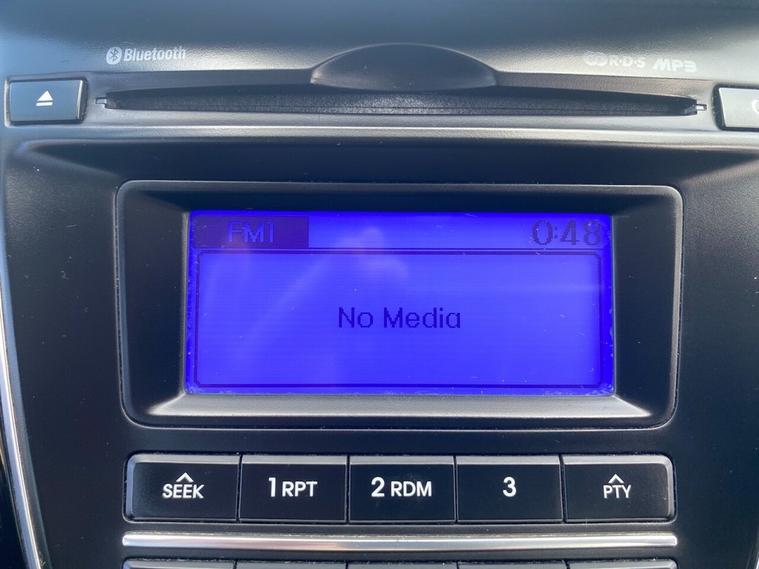 Bluetooth
R·D·S MP3
FM1 0:48
No Media
SEEK 1 RPT 2 RDM 3 PTY